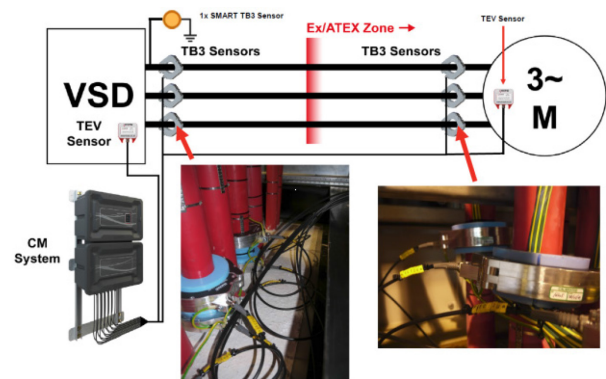 1x SMART TB3 Sensor
Ex/ATEX Zone →
TEV Sensor
TB3 Sensors
TB3 Sensors
VSD
3~
M
TEV
Sensor
CM
System